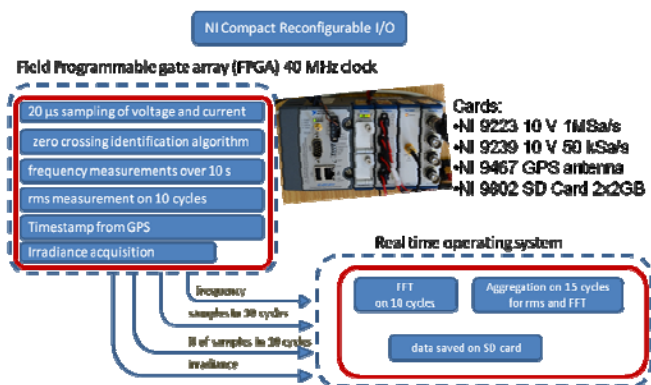 NI Compact Reconfigurable I/O
Field Programmable gate array (FPGA) 40 MHz clock
20 µs sampling of voltage and current
zero crossing identification algorithm
frequency measurements over 10 s
rms measurement on 10 cycles
Timestamp from GPS
Irradiance acquisition
Cards:
•NI 9223 10 V 1MSa/s
•NI 9239 10 V 50 kSa/s
•NI 9467 GPS antenna
•NI 9802 SD Card 2x2GB
Real time operating system
FFT
on 10 cycles
Aggregation on 15 cycles
for rms and FFT
data saved on SD card
frequency
samples in 10 cycles
N of samples in 10 cycles
irradiance